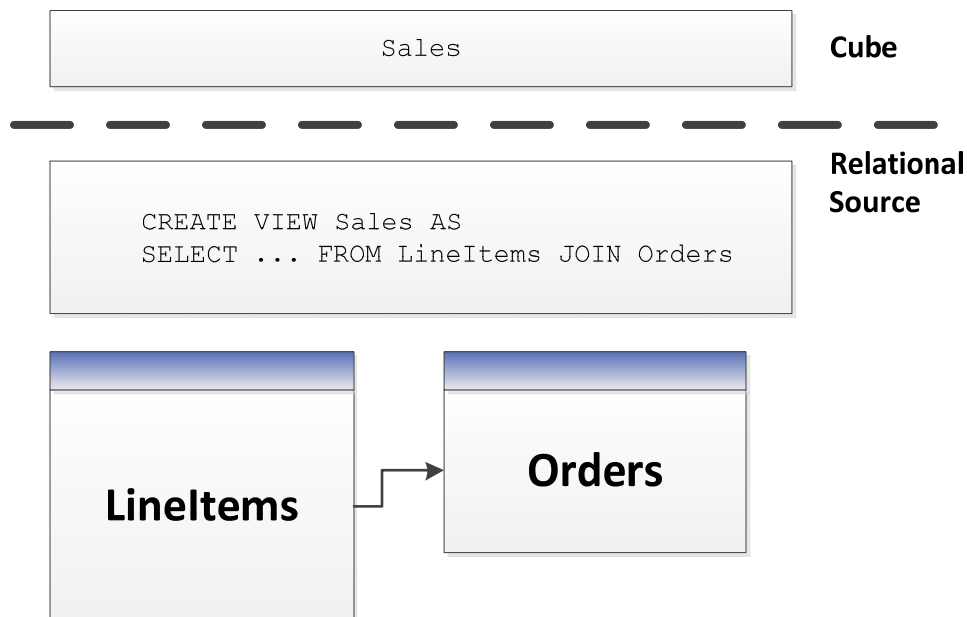 Sales
Cube
Relational
Source
CREATE VIEW Sales AS
SELECT ... FROM LineItems JOIN Orders
LineItems
Orders